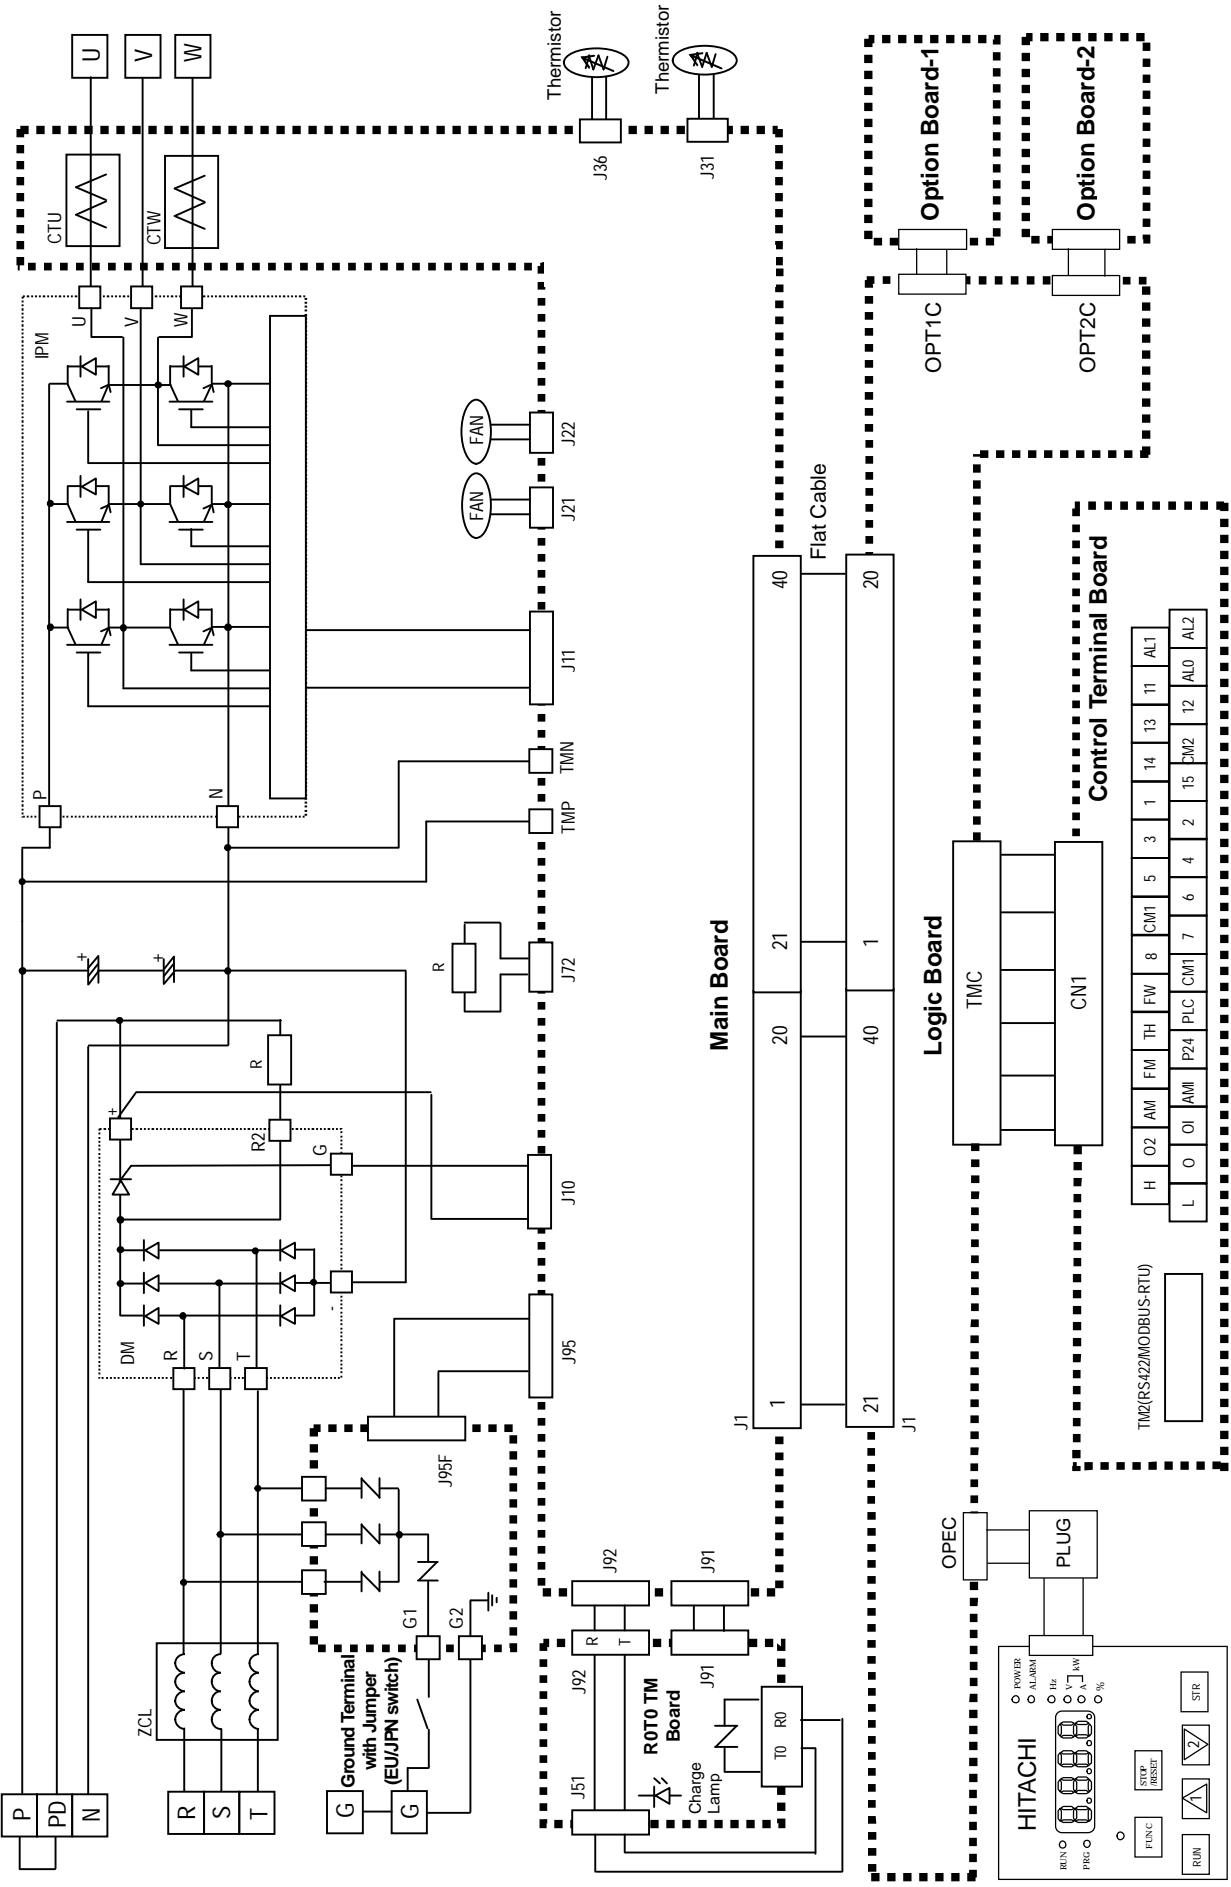 P
PD
N
R
S
T
ZCL
G
G
Ground Terminal
with Jumper
(EU/JPN switch)
G1
G2
J95F
DM
R
S
T
-
+
R2
G
R
+
+
P
N
IPM
U
V
W
CTU
CTW
U
V
W
J95
J10
R
J72
TMP
TMN
J11
FAN
J21
FAN
J22
Thermistor
J36
Thermistor
J31
J51
Charge
Lamp
R0T0 TM
Board
T0 R0
J92
R
T
J91
J92
J91
Main Board
J1
1
20
21
40
Flat Cable
21
40
1
20
J1
Logic Board
TMC
CN1
OPT1C
Option Board-1
OPT2C
Option Board-2
Control Terminal Board
H O2 AM FM TH FW 8 CM1 5 3 1 14 13 11 AL1
L O OI AMI P24 PLC CM1 7 6 4 2 15 CM2 12 AL0 AL2
TM2(RS422/MODBUS-RTU)
OPEC
PLUG
HITACHI
POWER
ALARM
Hz
V
kW
A
%
RUN
PRG
RUN
FUNC
STOP
/RESET
1
2
STR